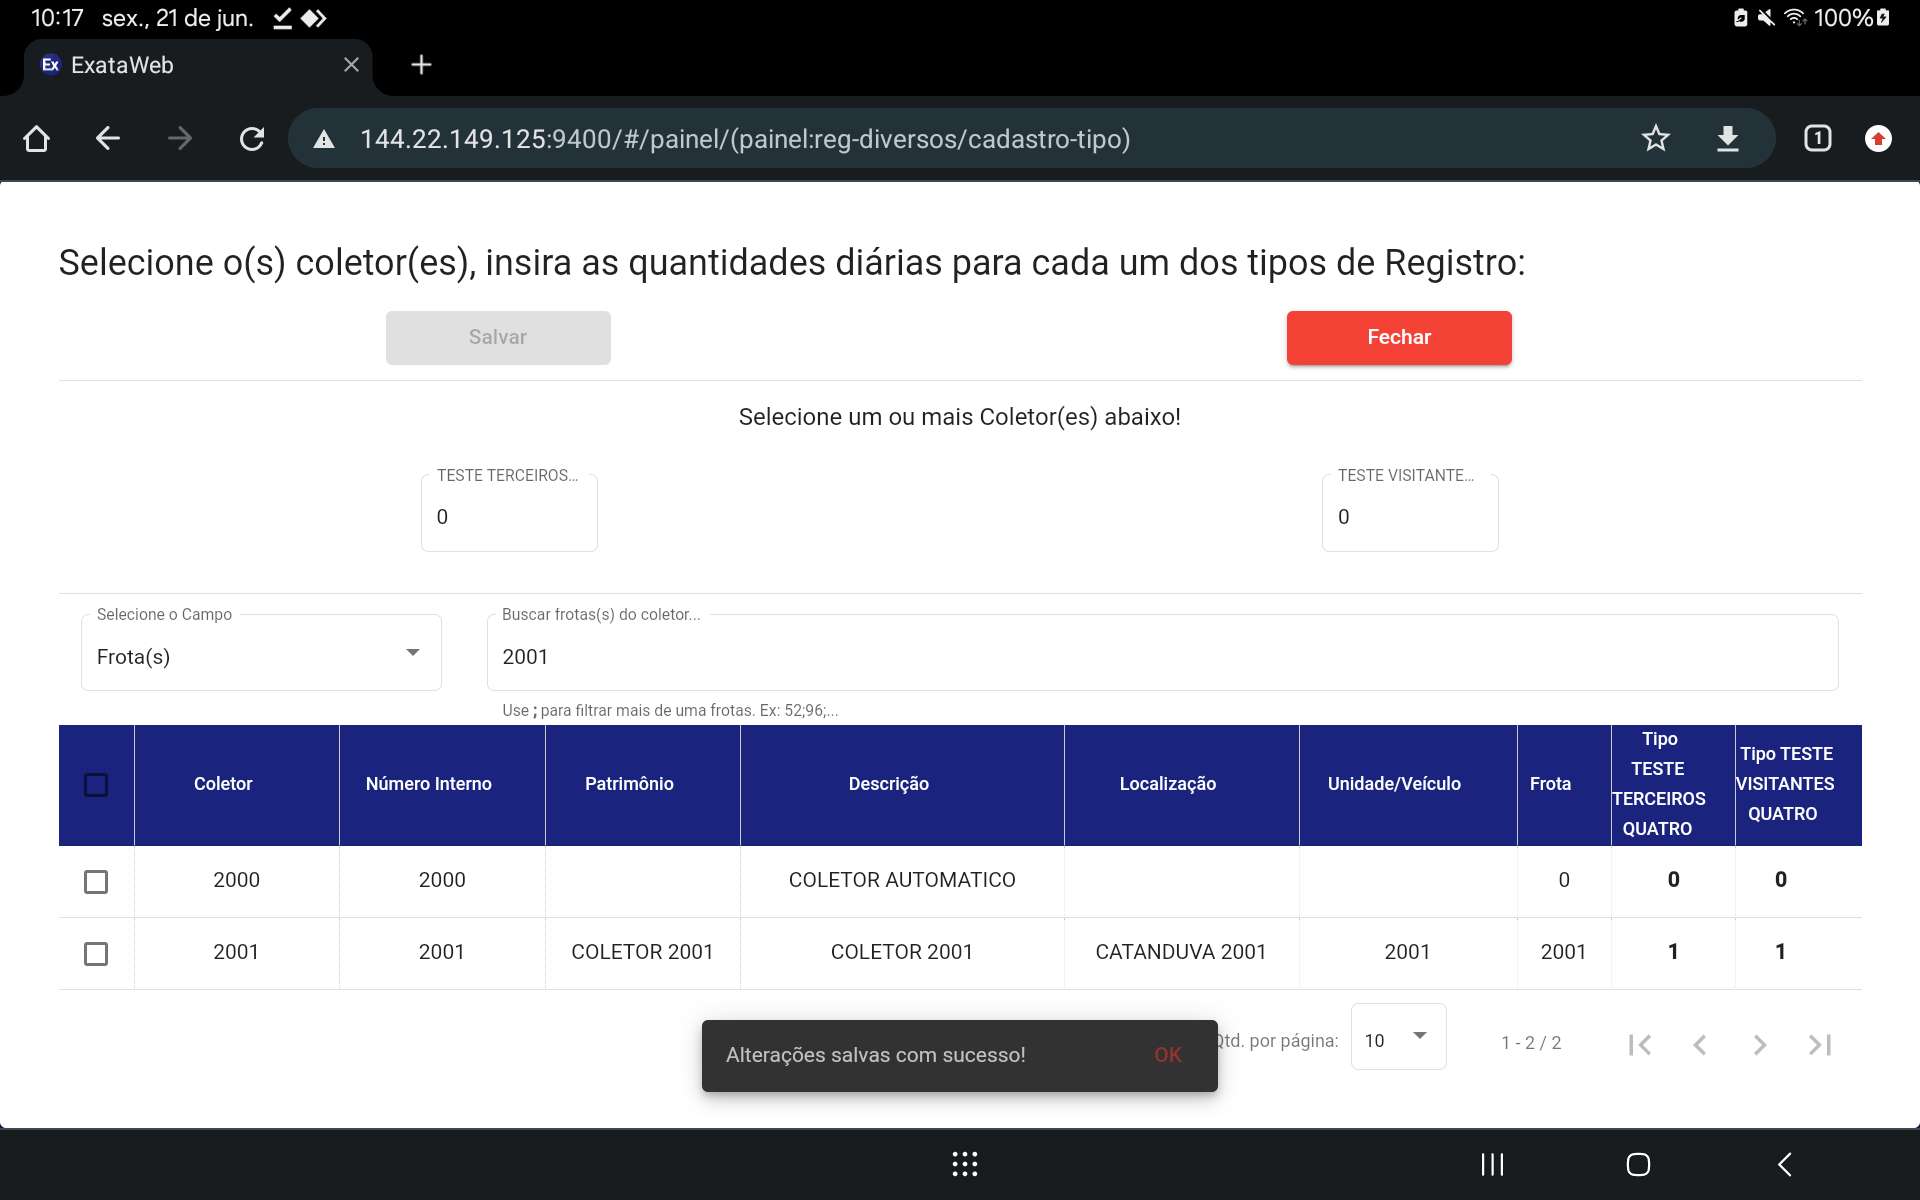 10:17 sex., 21 de jun.
100%
Ex ExataWeb
144.22.149.125:9400/#/painel/(painel:reg-diversos/cadastro-tipo)
1
Selecione o(s) coletor(es), insira as quantidades diárias para cada um dos tipos de Registro:
Salvar Fechar
Selecione um ou mais Coletor(es) abaixo!
TESTE TERCEIROS... TESTE VISITANTE...
0 0
Selecione o Campo Buscar frotas(s) do coletor...
Frota(s) 2001
Use ; para filtrar mais de uma frotas. Ex: 52;96;...
Coletor Número Interno Patrimônio Descrição Localização Unidade/Veículo Frota Tipo TESTE TERCEIROS QUATRO Tipo TESTE VISITANTES QUATRO
2000 2000 COLETOR AUTOMATICO 0 0 0
2001 2001 COLETOR 2001 COLETOR 2001 CATANDUVA 2001 2001 2001 1 1
Alterações salvas com sucesso! OK
Qtd. por página: 10 1 - 2 / 2